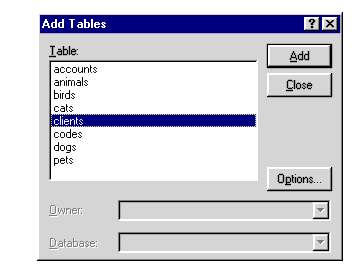 Add Tables
Table:
accounts
animals
birds
cats
clients
codes
dogs
pets
Add
Close
Options...
Owner:
Database: